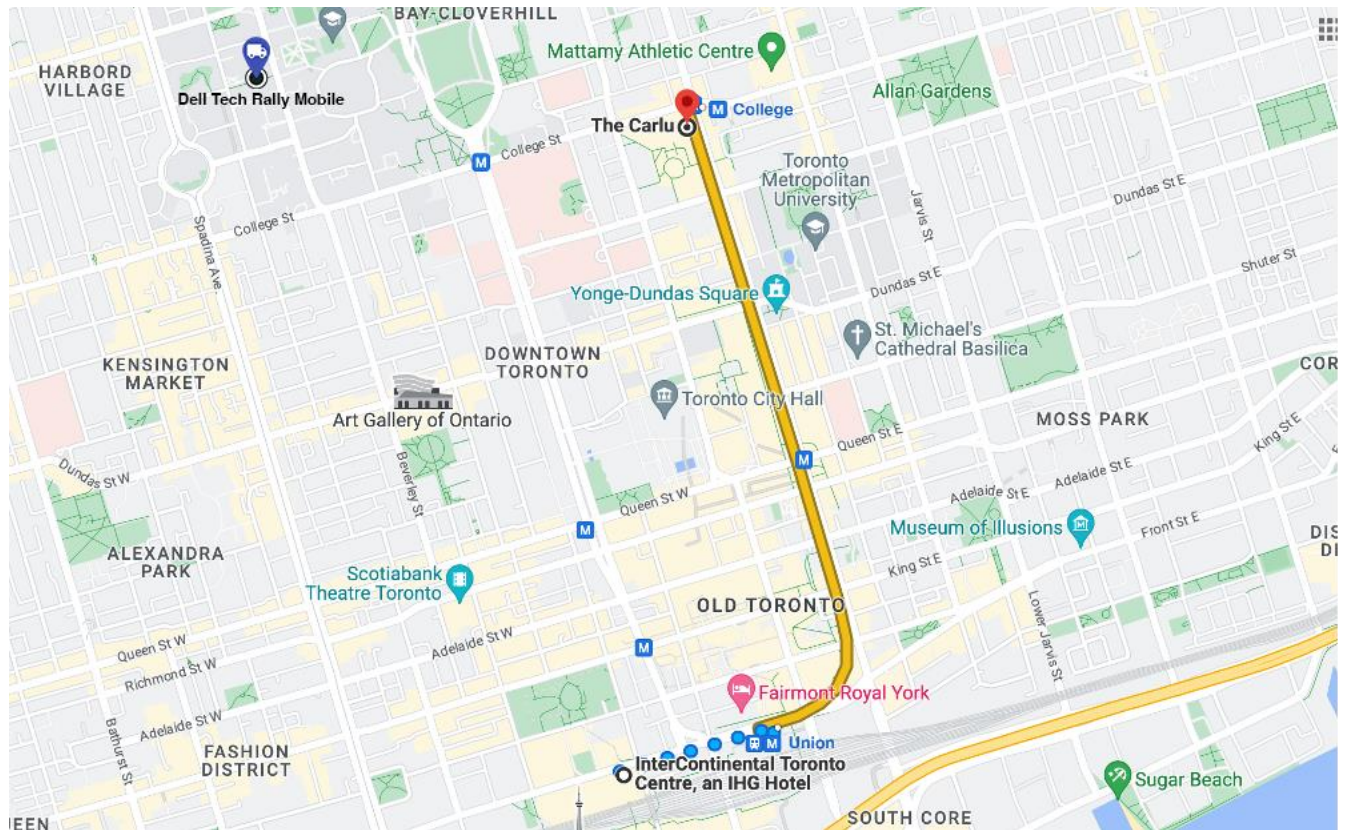 BAY-CLOVERHILL
HARBORD
VILLAGE
Dell Tech Rally Mobile
Mattamy Athletic Centre
Allan Gardens
The Carlu
M College
M
College St
Toronto
Metropolitan
University
Jarvis St
Dundas St E
College St
Spadina Ave.
Shuter St
Dundas St E
Yonge-Dundas Square
St. Michael's
Cathedral Basilica
KENSINGTON
MARKET
DOWNTOWN
TORONTO
COR
Toronto City Hall
Art Gallery of Ontario
MOSS PARK
Queen St E
King St E
M
Dundas St W
Beverley St
Adelaide St E
Adelaide St E
Queen St W
Museum of Illusions
Front St E
M
DIS
DI
ALEXANDRA
PARK
Scotiabank
Theatre Toronto
King St E
OLD TORONTO
Lower Jarvis St
Queen St W
Adelaide St W
M
Richmond St W
Fairmont Royal York
Adelaide St W
Bathurst St
M Union
FASHION
DISTRICT
InterContinental Toronto
Centre, an IHG Hotel
Sugar Beach
SOUTH CORE
EEN